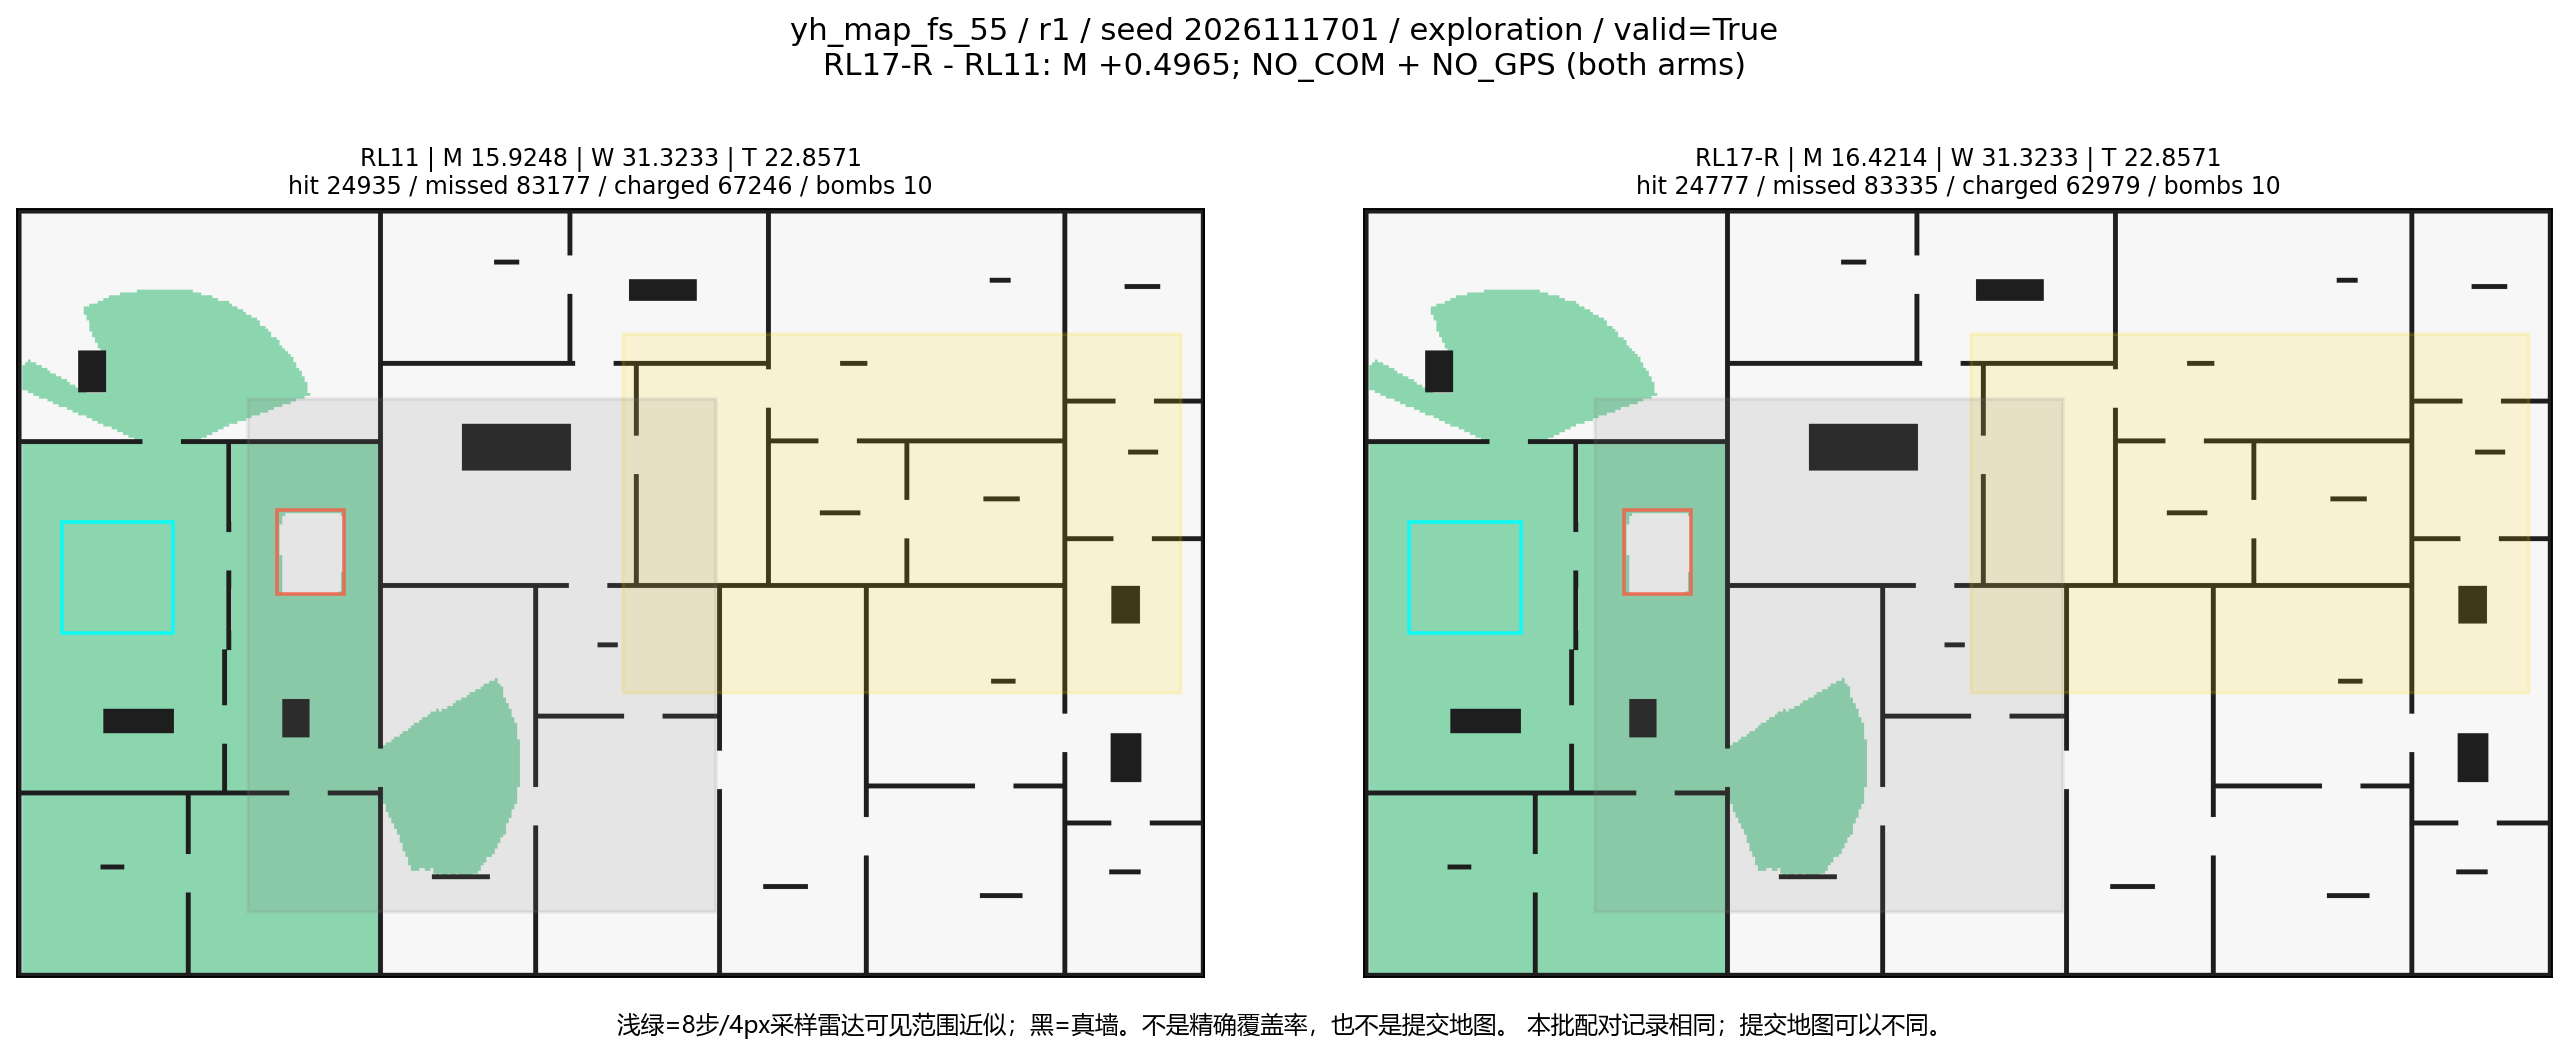 yh_map_fs_55 / r1 / seed 2026111701 / exploration / valid=True
RL17-R - RL11: M +0.4965; NO_COM + NO_GPS (both arms)
RL11 | M 15.9248 | W 31.3233 | T 22.8571
hit 24935 / missed 83177 / charged 67246 / bombs 10
RL17-R | M 16.4214 | W 31.3233 | T 22.8571
hit 24777 / missed 83335 / charged 62979 / bombs 10
浅绿=8步/4px采样雷达可见范围近似；黑=真墙。不是精确覆盖率，也不是提交地图。 本批配对记录相同；提交地图可以不同。